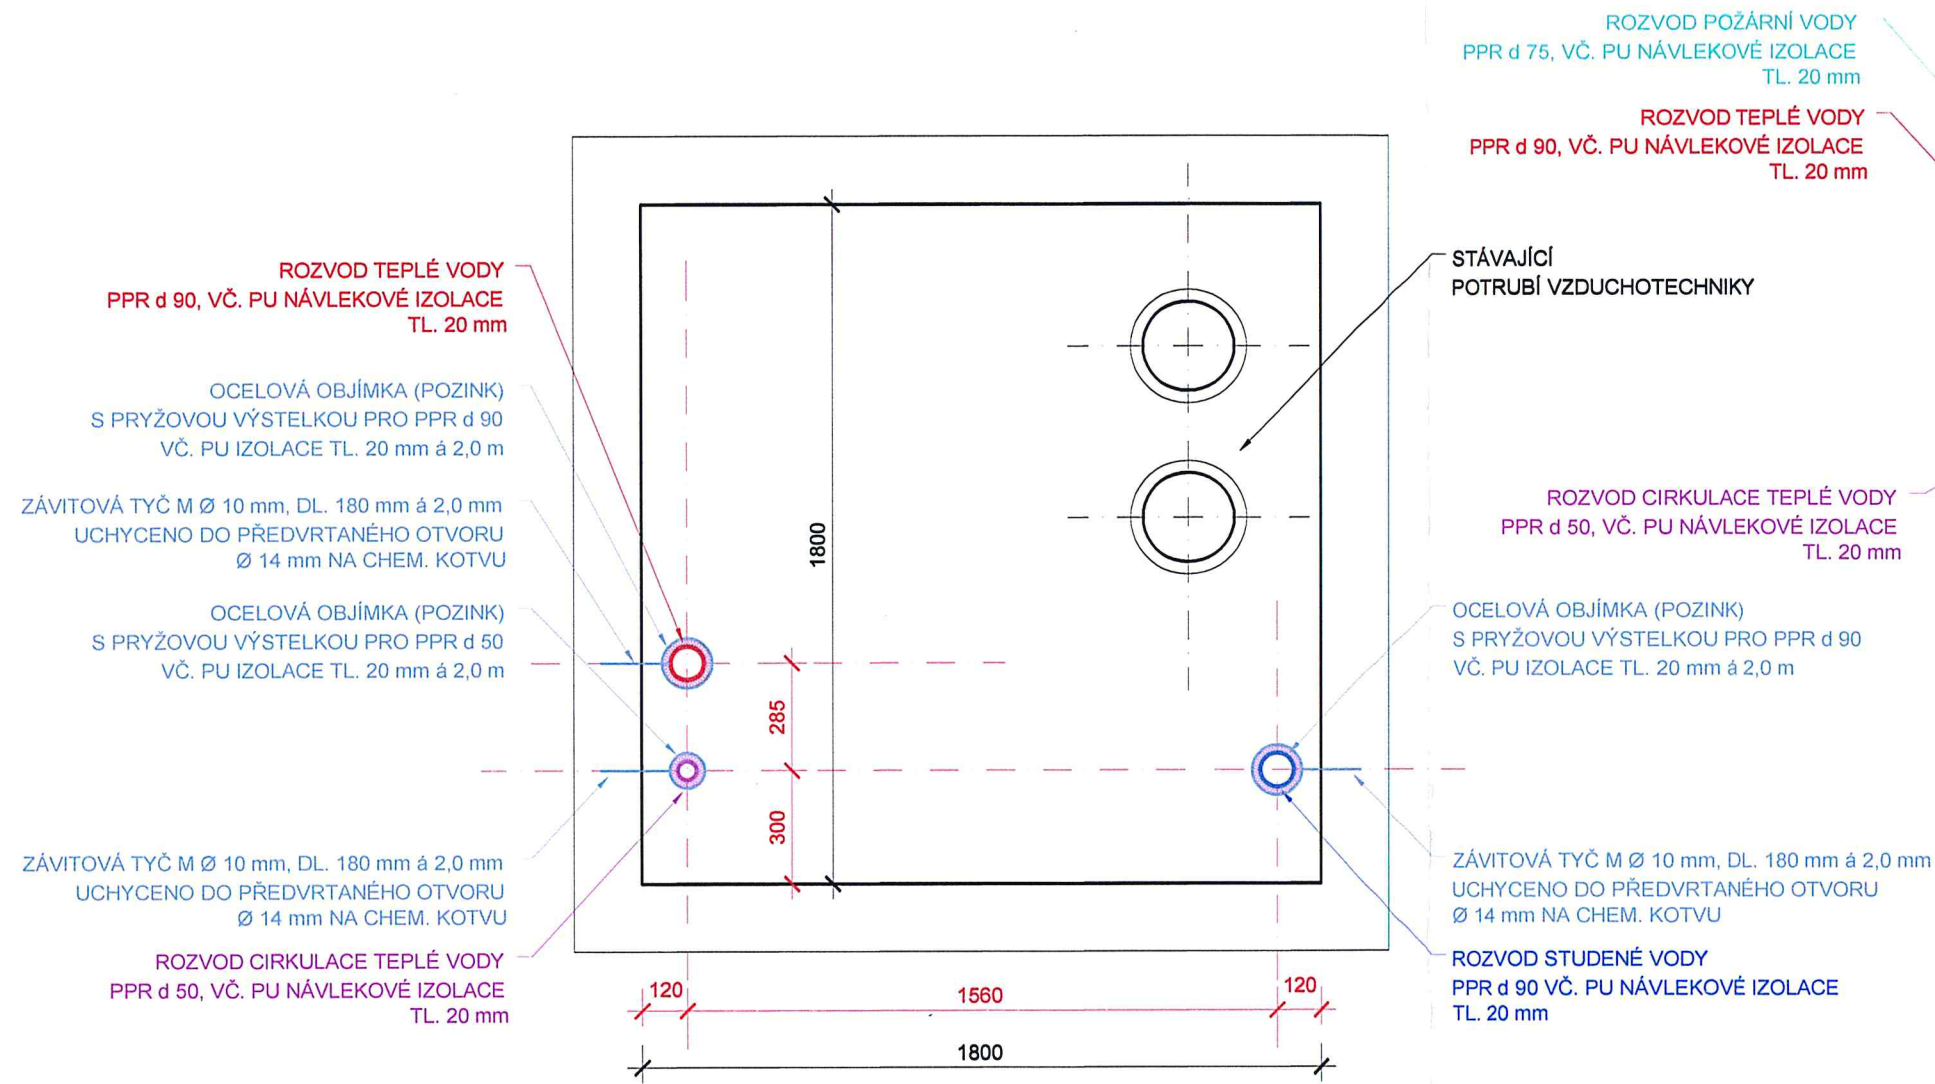 ROZVOD POŽÁRNÍ VODY
PPR d 75, VČ. PU NÁVLEKOVÉ IZOLACE
TL. 20 mm
ROZVOD TEPLÉ VODY
PPR d 90, VČ. PU NÁVLEKOVÉ IZOLACE
TL. 20 mm
STÁVAJÍCÍ
POTRUBÍ VZDUCHOTECHNIKY
ROZVOD TEPLÉ VODY
PPR d 90, VČ. PU NÁVLEKOVÉ IZOLACE
TL. 20 mm
OCELOVÁ OBJÍMKA (POZINK)
S PRYŽOVOU VÝSTELKOU PRO PPR d 90
VČ. PU IZOLACE TL. 20 mm á 2,0 m
ZÁVITOVÁ TYČ M Ø 10 mm, DL. 180 mm á 2,0 mm
UCHYCENO DO PŘEDVRTANÉHO OTVORU
Ø 14 mm NA CHEM. KOTVU
OCELOVÁ OBJÍMKA (POZINK)
S PRYŽOVOU VÝSTELKOU PRO PPR d 50
VČ. PU IZOLACE TL. 20 mm á 2,0 m
ZÁVITOVÁ TYČ M Ø 10 mm, DL. 180 mm á 2,0 mm
UCHYCENO DO PŘEDVRTANÉHO OTVORU
Ø 14 mm NA CHEM. KOTVU
ROZVOD CIRKULACE TEPLÉ VODY
PPR d 50, VČ. PU NÁVLEKOVÉ IZOLACE
TL. 20 mm
1800
285
300
120
1560
120
1800
ROZVOD CIRKULACE TEPLÉ VODY
PPR d 50, VČ. PU NÁVLEKOVÉ IZOLACE
TL. 20 mm
OCELOVÁ OBJÍMKA (POZINK)
S PRYŽOVOU VÝSTELKOU PRO PPR d 90
VČ. PU IZOLACE TL. 20 mm á 2,0 m
ZÁVITOVÁ TYČ M Ø 10 mm, DL. 180 mm á 2,0 mm
UCHYCENO DO PŘEDVRTANÉHO OTVORU
Ø 14 mm NA CHEM. KOTVU
ROZVOD STUDENÉ VODY
PPR d 90 VČ. PU NÁVLEKOVÉ IZOLACE
TL. 20 mm